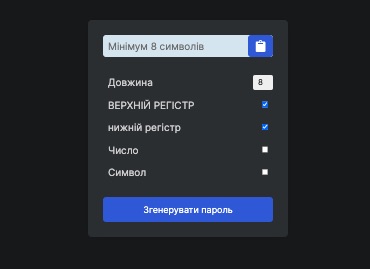 Мінімум 8 символів
Довжина 8
ВЕРХНІЙ РЕГІСТР
нижній регістр
Число
Символ
Згенерувати пароль